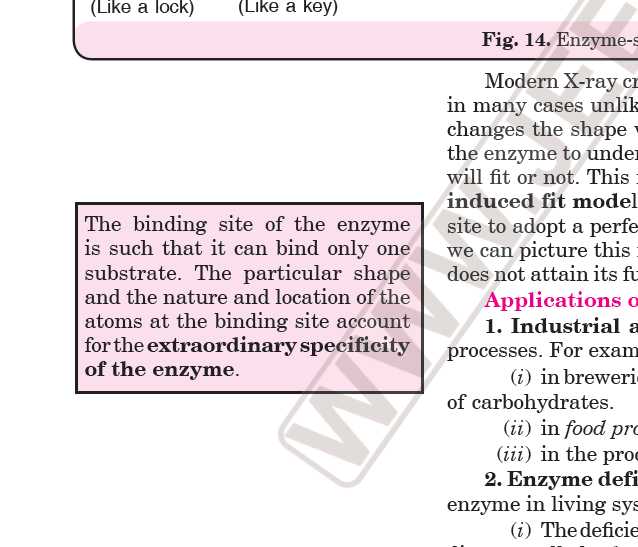 (Like a lock) (Like a key)
Fig. 14. Enzyme-s
The binding site of the enzyme
is such that it can bind only one
substrate. The particular shape
and the nature and location of the
atoms at the binding site account
for the extraordinary specificity
of the enzyme.
Modern X-ray cr
in many cases unlik
changes the shape
the enzyme to under
will fit or not. This
induced fit model
site to adopt a perfe
we can picture this
does not attain its fu
Applications o
1. Industrial a
processes. For exam
(i) in breweri
of carbohydrates.
(ii) in food pro
(iii) in the proc
2. Enzyme defi
enzyme in living sys
(i) The deficie
WWW.JEE